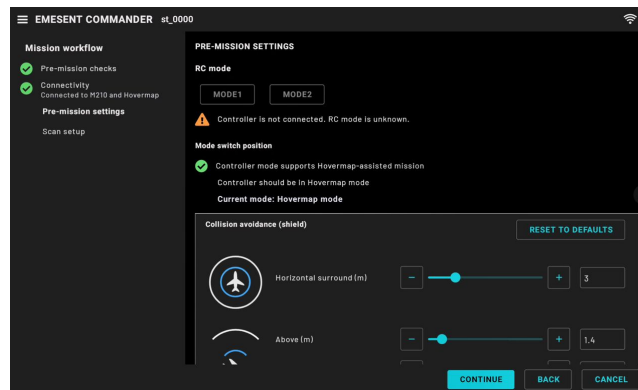 EMESENT COMMANDER st_0000
Mission workflow
Pre-mission checks
Connectivity
Connected to M210 and Hovermap
Pre-mission settings
Scan setup
PRE-MISSION SETTINGS
RC mode
MODE1 MODE2
Controller is not connected. RC mode is unknown.
Mode switch position
Controller mode supports Hovermap-assisted mission
Controller should be in Hovermap mode
Current mode: Hovermap mode
Collision avoidance (shield)
RESET TO DEFAULTS
Horizontal surround (m) - + 3
Above (m) - + 1.4
CONTINUE BACK CANCEL